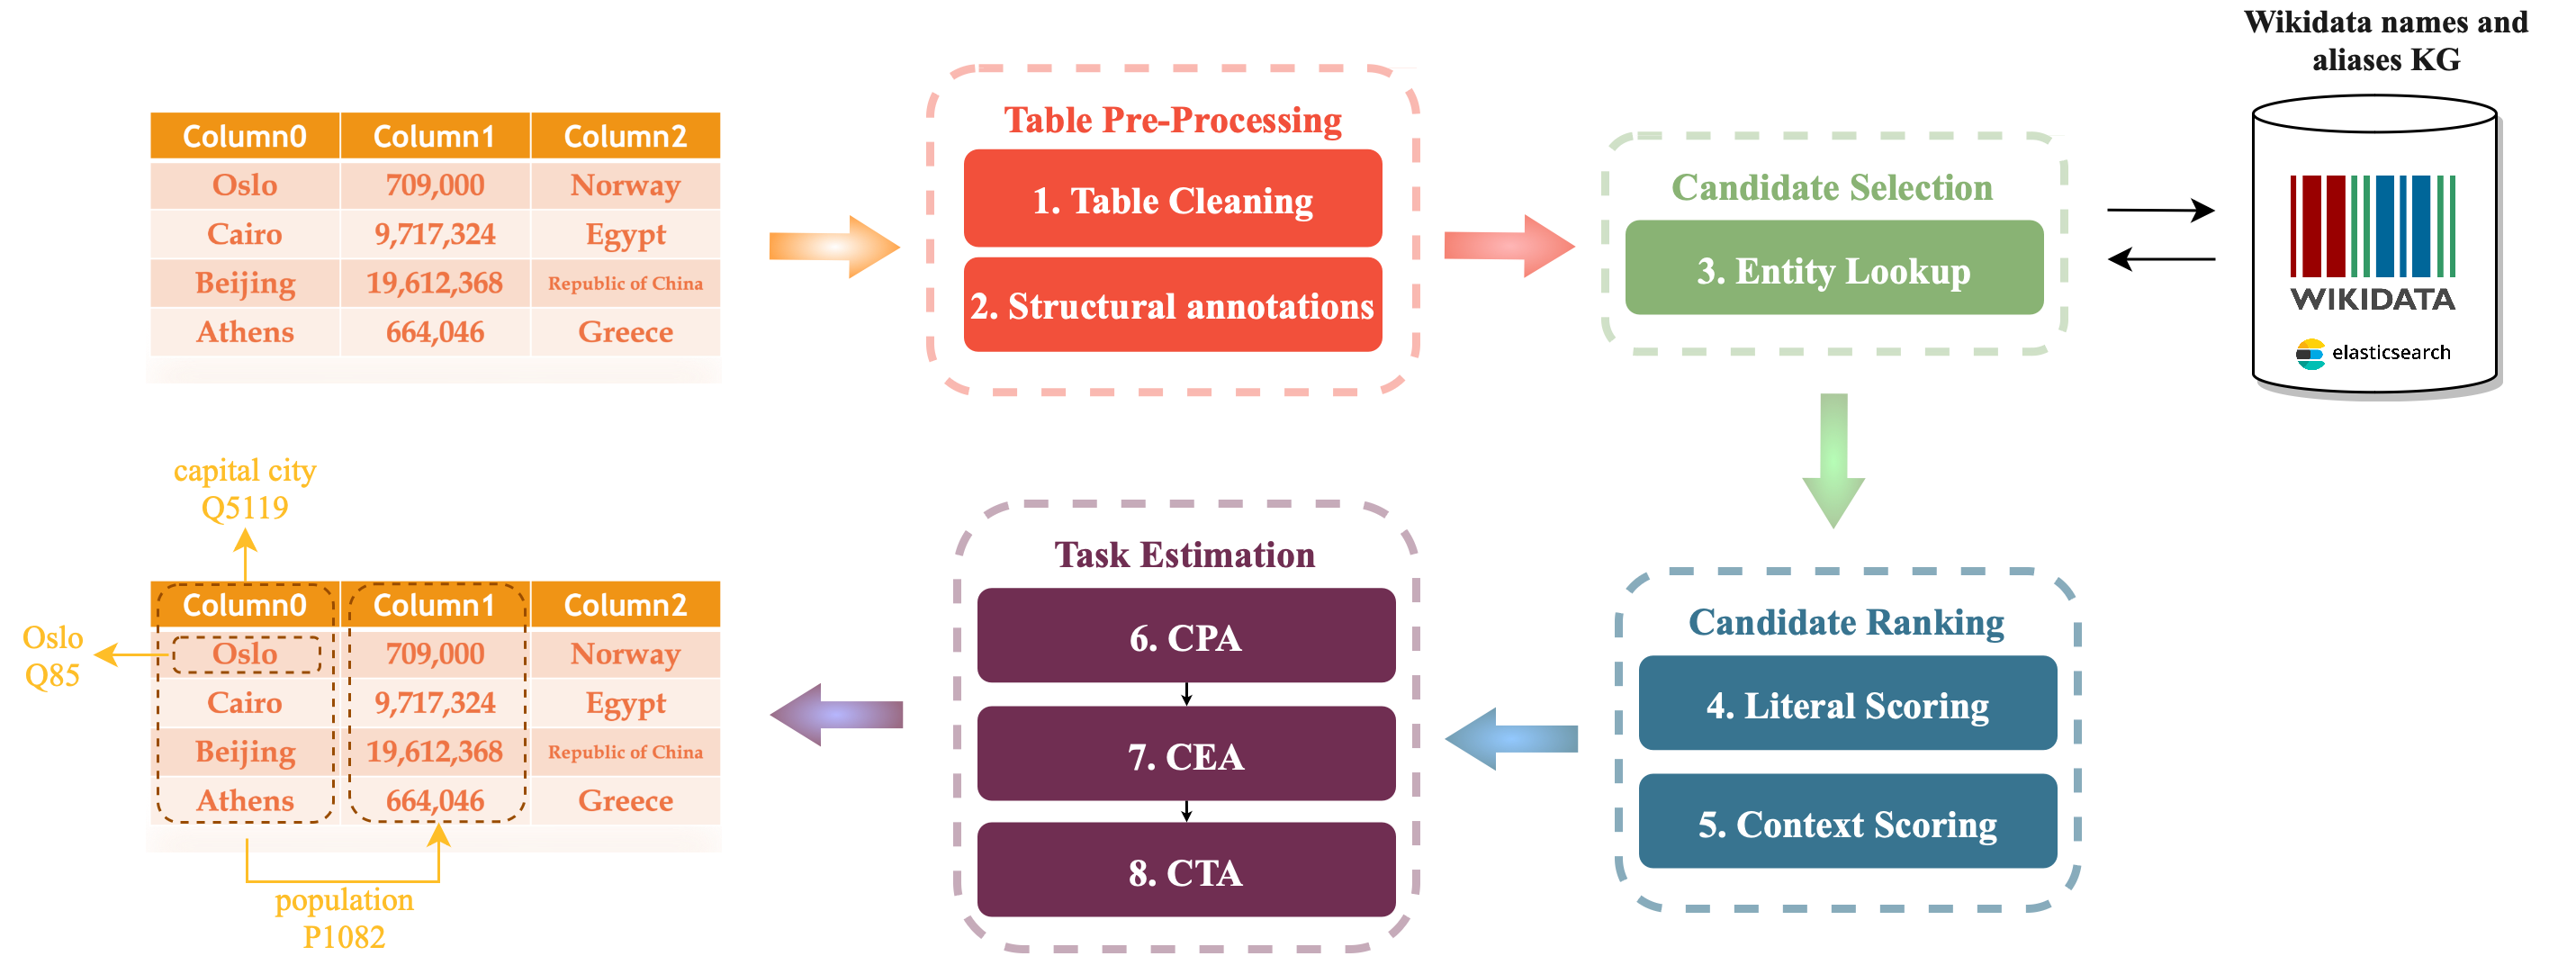 Wikidata names and
aliases KG
Column0 Column1 Column2
Oslo 709,000 Norway
Cairo 9,717,324 Egypt
Beijing 19,612,368 Republic of China
Athens 664,046 Greece
Table Pre-Processing
1. Table Cleaning
2. Structural annotations
Candidate Selection
3. Entity Lookup
WIKIDATA
elasticsearch
Candidate Ranking
4. Literal Scoring
5. Context Scoring
Task Estimation
6. CPA
7. CEA
8. CTA
capital city
Q5119
Oslo
Q85
Column0 Column1 Column2
Oslo 709,000 Norway
Cairo 9,717,324 Egypt
Beijing 19,612,368 Republic of China
Athens 664,046 Greece
population
P1082